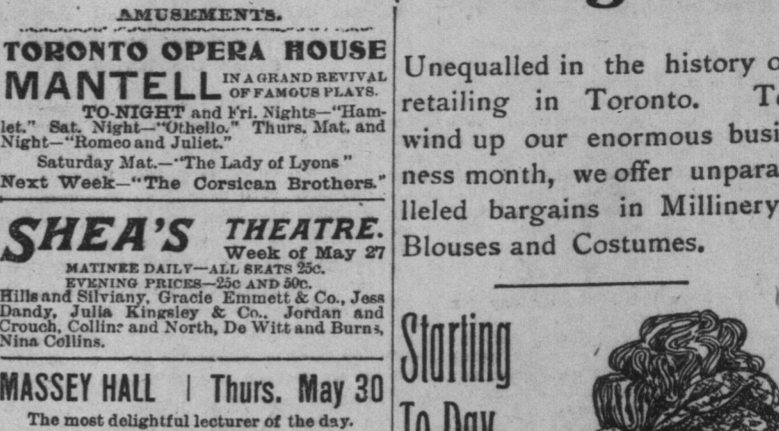 AMUSEMENTS.
TORONTO OPERA HOUSE
MANTELL IN A GRAND REVIVAL
OF FAMOUS PLAYS.
TO-NIGHT and Fri. Nights—"Ham-
let." Sat. Night—"Othello." Thurs. Mat. and
Night—"Romeo and Juliet."
Saturday Mat.—"The Lady of Lyons"
Next Week—"The Corsican Brothers."
SHEA'S THEATRE.
Week of May 27
MATINEE DAILY—ALL SEATS 25c.
EVENING PRICES—25c AND 50c.
Hills and Silviany, Gracie Emmett & Co., Jess
Dandy, Julia Kingsley & Co., Jordan and
Crouch, Collins and North, De Witt and Burns,
Nina Collins.
MASSEY HALL | Thurs. May 30
The most delightful lecturer of the day.
Unequalled in the history
retailing in Toronto.
wind up our enormous busi
ness month, we offer unpara
lleled bargains in Millinery
Blouses and Costumes.
Starting
To Day